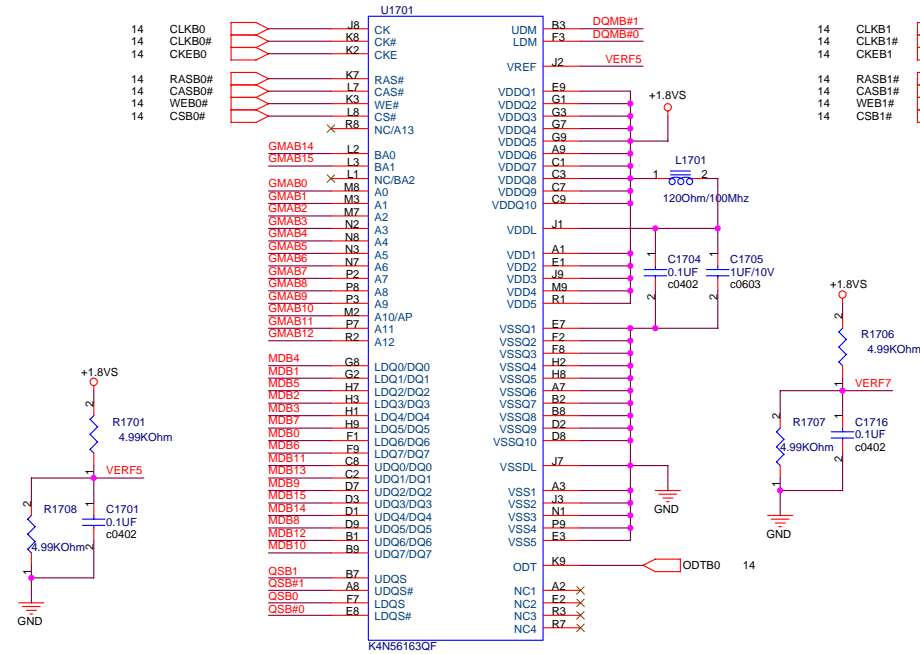 U1701
14 CLKB0 J8 CK
14 CLKB0# K8 CK#
14 CKEB0 K2 CKE
14 RASB0# K7 RAS#
14 CASB0# L7 CAS#
14 WEB0# K3 WE#
14 CSB0# L8 CS#
R8 NC/A13
GMAB14 L2 BA0
GMAB15 L3 BA1
L1 NC/BA2
GMAB0 M8 A0
GMAB1 M3 A1
GMAB2 M7 A2
GMAB3 N2 A3
GMAB4 N8 A4
GMAB5 N3 A5
GMAB6 N7 A6
GMAB7 P2 A7
GMAB8 P8 A8
GMAB9 P3 A9
GMAB10 M2 A10/AP
GMAB11 P7 A11
GMAB12 R2 A12
MDB4 G8 LDQ0/DQ0
MDB1 G2 LDQ1/DQ1
MDB5 H7 LDQ2/DQ2
MDB2 H3 LDQ3/DQ3
MDB3 H1 LDQ4/DQ4
MDB7 H9 LDQ5/DQ5
MDB0 F1 LDQ6/DQ6
MDB6 F9 LDQ7/DQ7
MDB11 C8 UDQ0/DQ0
MDB13 C2 UDQ1/DQ1
MDB9 D7 UDQ2/DQ2
MDB15 D3 UDQ3/DQ3
MDB14 D1 UDQ4/DQ4
MDB8 D9 UDQ5/DQ5
MDB12 B1 UDQ6/DQ6
MDB10 B9 UDQ7/DQ7
QSB1 B7 UDQS
QSB#1 A8 UDQS#
QSB0 F7 LDQS
QSB#0 E8 LDQS#
K4N56163QF
UDM B3 DQMB#1
LDM F3 DQMB#0
VREF J2 VERF5
VDDQ1 E9
VDDQ2 G1
VDDQ3 G3
VDDQ4 G7
VDDQ5 G9
VDDQ6 A9
VDDQ7 C1
VDDQ8 C3
VDDQ9 C7
VDDQ10 C9
VDDL J1
VDD1 A1
VDD2 E1
VDD3 J9
VDD4 M9
VDD5 R1
VSSQ1 E7
VSSQ2 F2
VSSQ3 F8
VSSQ4 H2
VSSQ5 H8
VSSQ6 A7
VSSQ7 B2
VSSQ8 B8
VSSQ9 D2
VSSQ10 D8
VSSDL J7
VSS1 A3
VSS2 J3
VSS3 N1
VSS4 P9
VSS5 E3
ODT K9 ODTB0 14
NC1 A2
NC2 E2
NC3 R3
NC4 R7
+1.8VS
L1701
1 2
120Ohm/100Mhz
1
C1704
0.1UF
c0402
2
1
C1705
1UF/10V
c0603
2
GND
14 CLKB1
14 CLKB1#
14 CKEB1
14 RASB1#
14 CASB1#
14 WEB1#
14 CSB1#
+1.8VS
2
R1701
4.99KOhm
1
VERF5
2
R1708
4.99KOhm
1
1
C1701
0.1UF
c0402
2
GND
+1.8VS
2
R1706
4.99KOhm
1
VERF7
2
R1707
4.99KOhm
1
1
C1716
0.1UF
c0402
2
GND